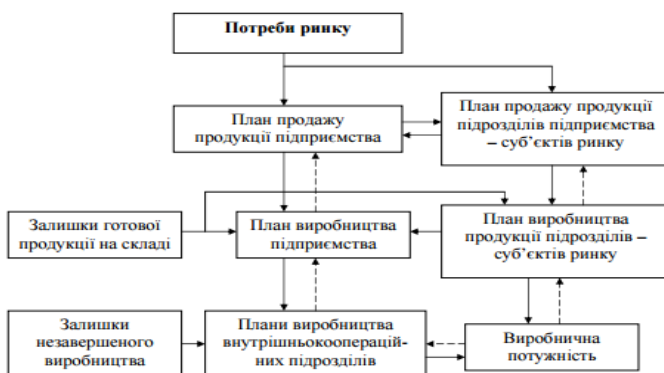 Потреби ринку
План продажу
продукції підприємства
План продажу продукції
підрозділів підприємства
– суб’єктів ринку
Залишки готової
продукції на складі
План виробництва
підприємства
План виробництва
продукції підрозділів –
суб’єктів ринку
Залишки
незавершеного
виробництва
Плани виробництва
внутрішньокооперацій-
них підрозділів
Виробнича
потужність